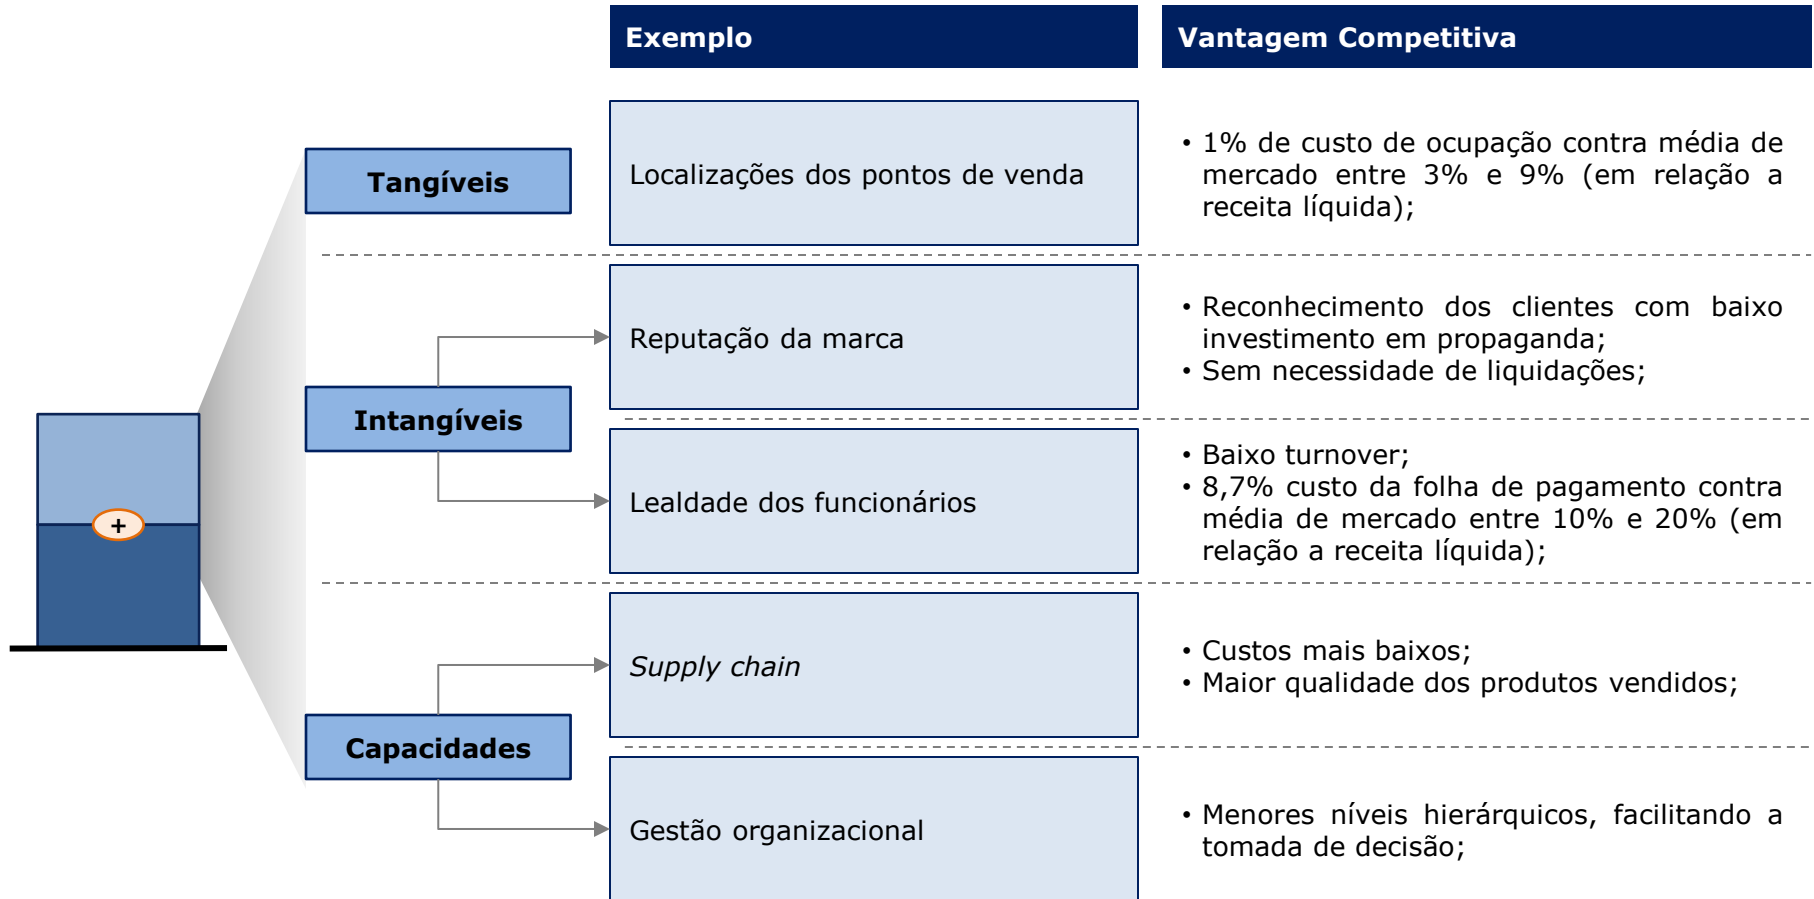 Exemplo
Vantagem Competitiva
Tangíveis
Localizações dos pontos de venda
• 1% de custo de ocupação contra média de
mercado entre 3% e 9% (em relação a
receita líquida);
Intangíveis
Reputação da marca
• Reconhecimento dos clientes com baixo
investimento em propaganda;
• Sem necessidade de liquidações;
Lealdade dos funcionários
• Baixo turnover;
• 8,7% custo da folha de pagamento contra
média de mercado entre 10% e 20% (em
relação a receita líquida);
+
Capacidades
Supply chain
• Custos mais baixos;
• Maior qualidade dos produtos vendidos;
Gestão organizacional
• Menores níveis hierárquicos, facilitando a
tomada de decisão;